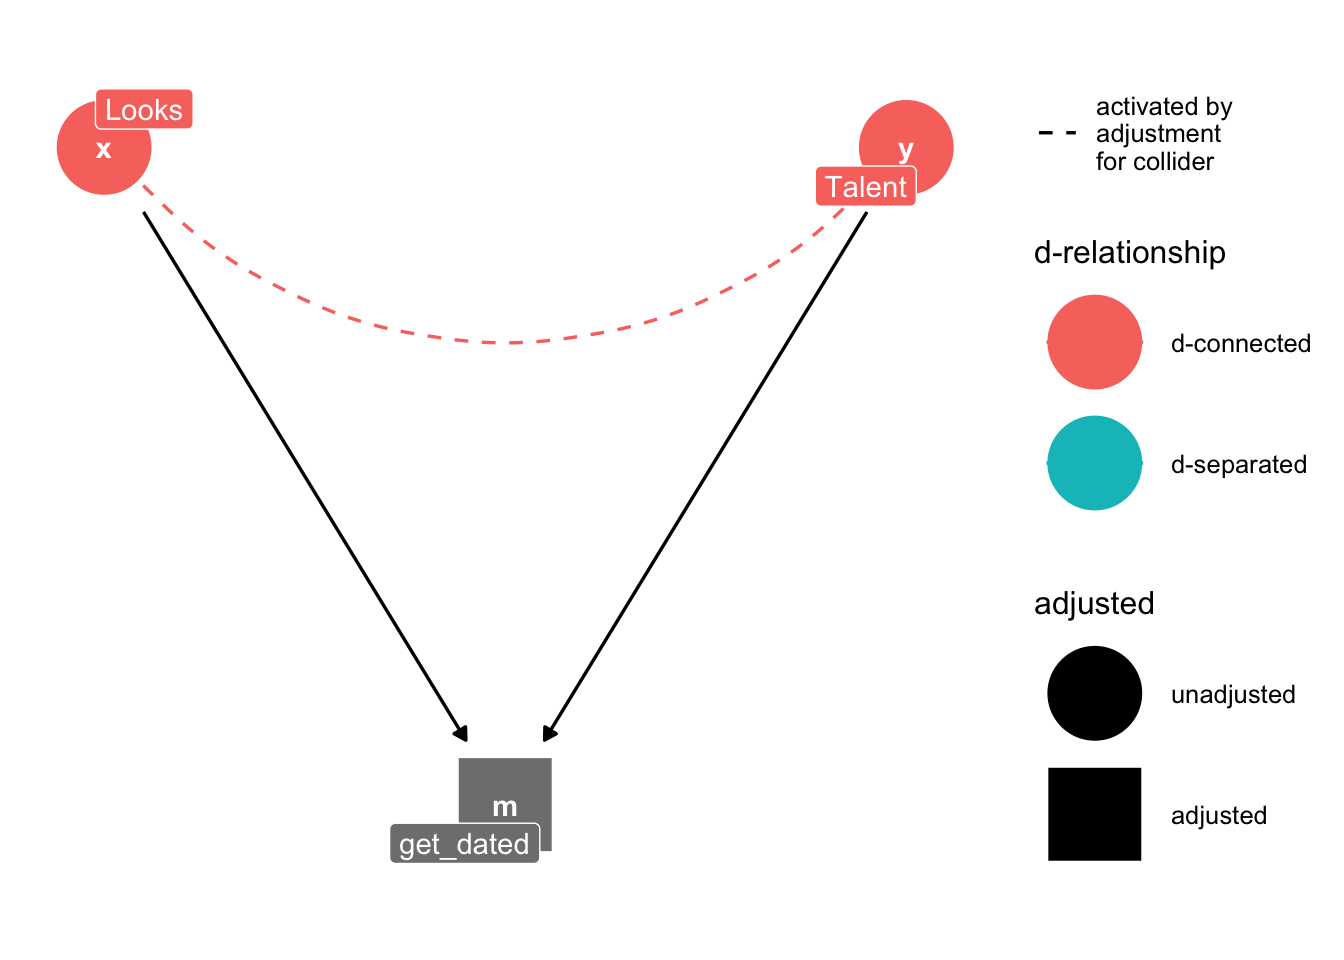 Looks
x
y
Talent
m
get_dated
activated by
adjustment
for collider
d-relationship
d-connected
d-separated
adjusted
unadjusted
adjusted